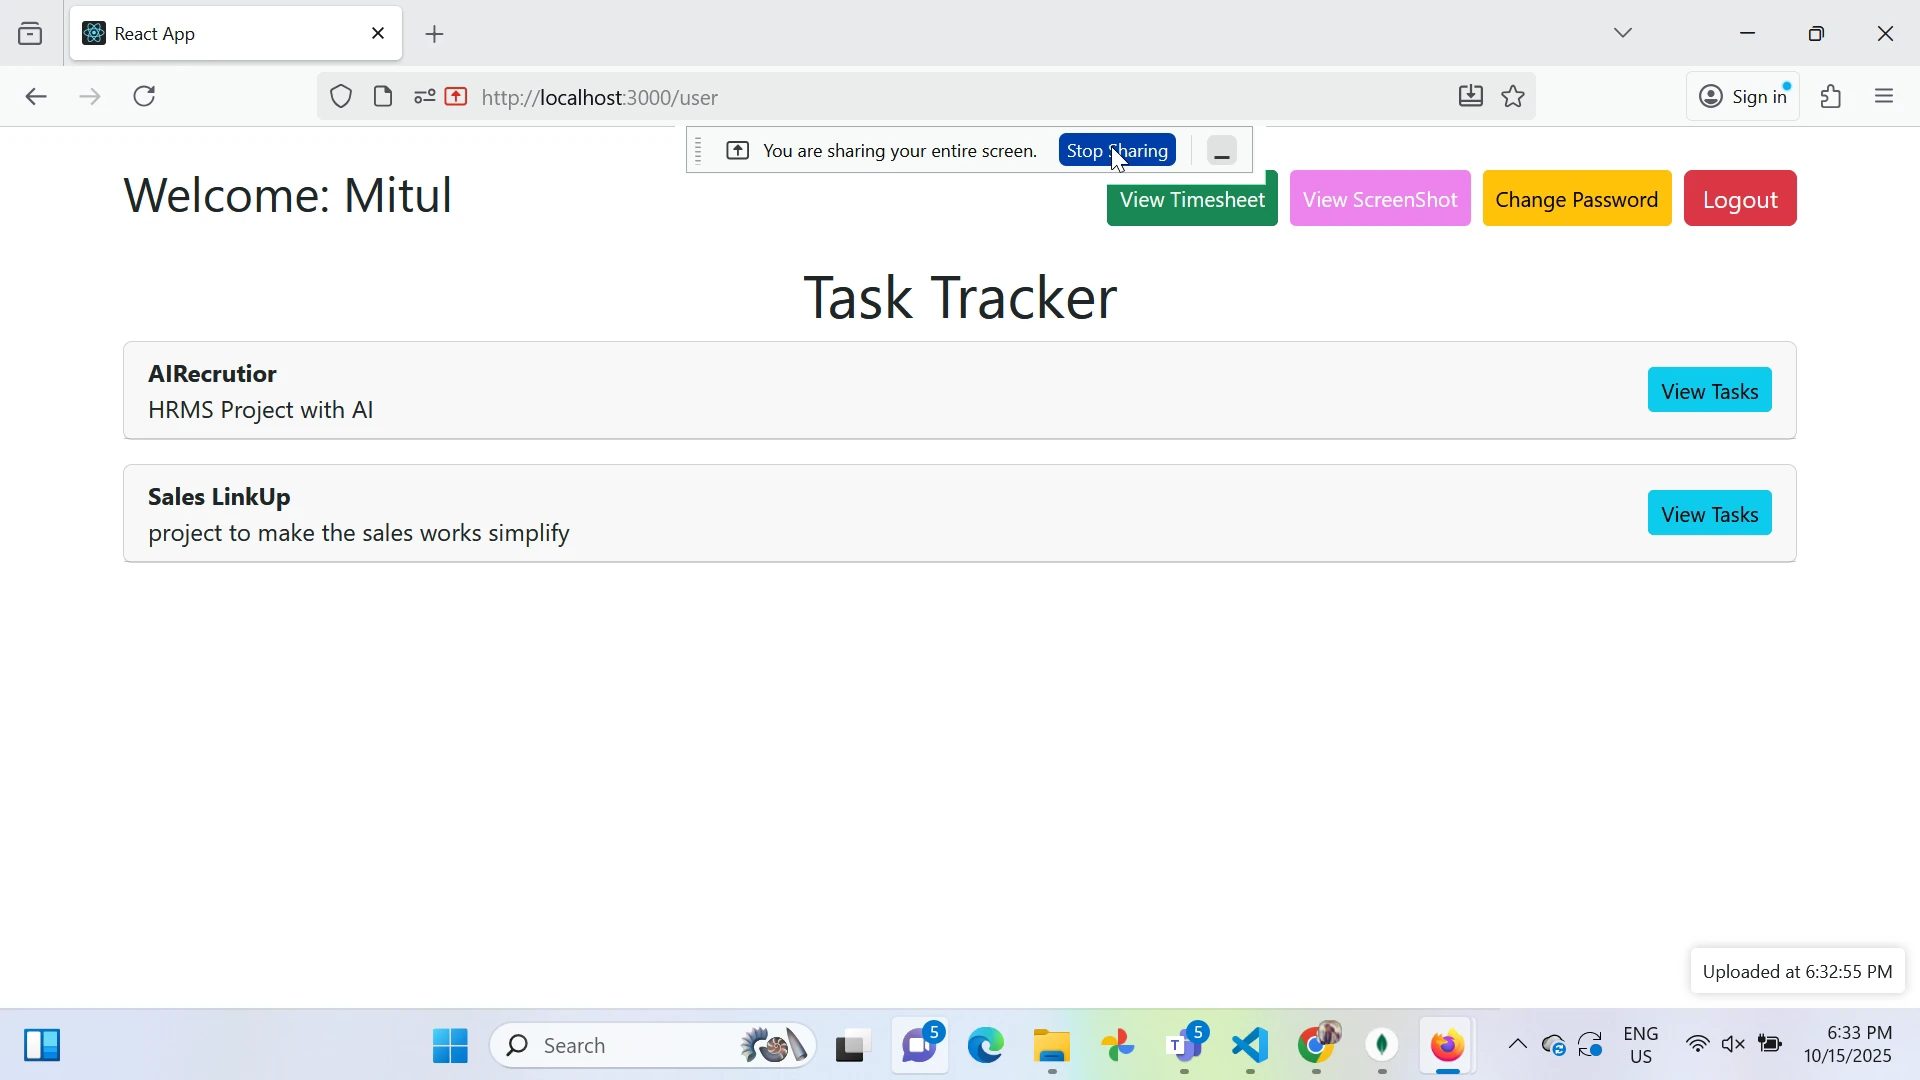 React App
http://localhost:3000/user
Sign in
You are sharing your entire screen.
Stop Sharing
Welcome: Mitul
View Timesheet
View ScreenShot
Change Password
Logout
Task Tracker
AIRecrutior
HRMS Project with AI
View Tasks
Sales LinkUp
project to make the sales works simplify
View Tasks
Uploaded at 6:32:55 PM
Search
5
T
5
ENG
US
6:33 PM
10/15/2025